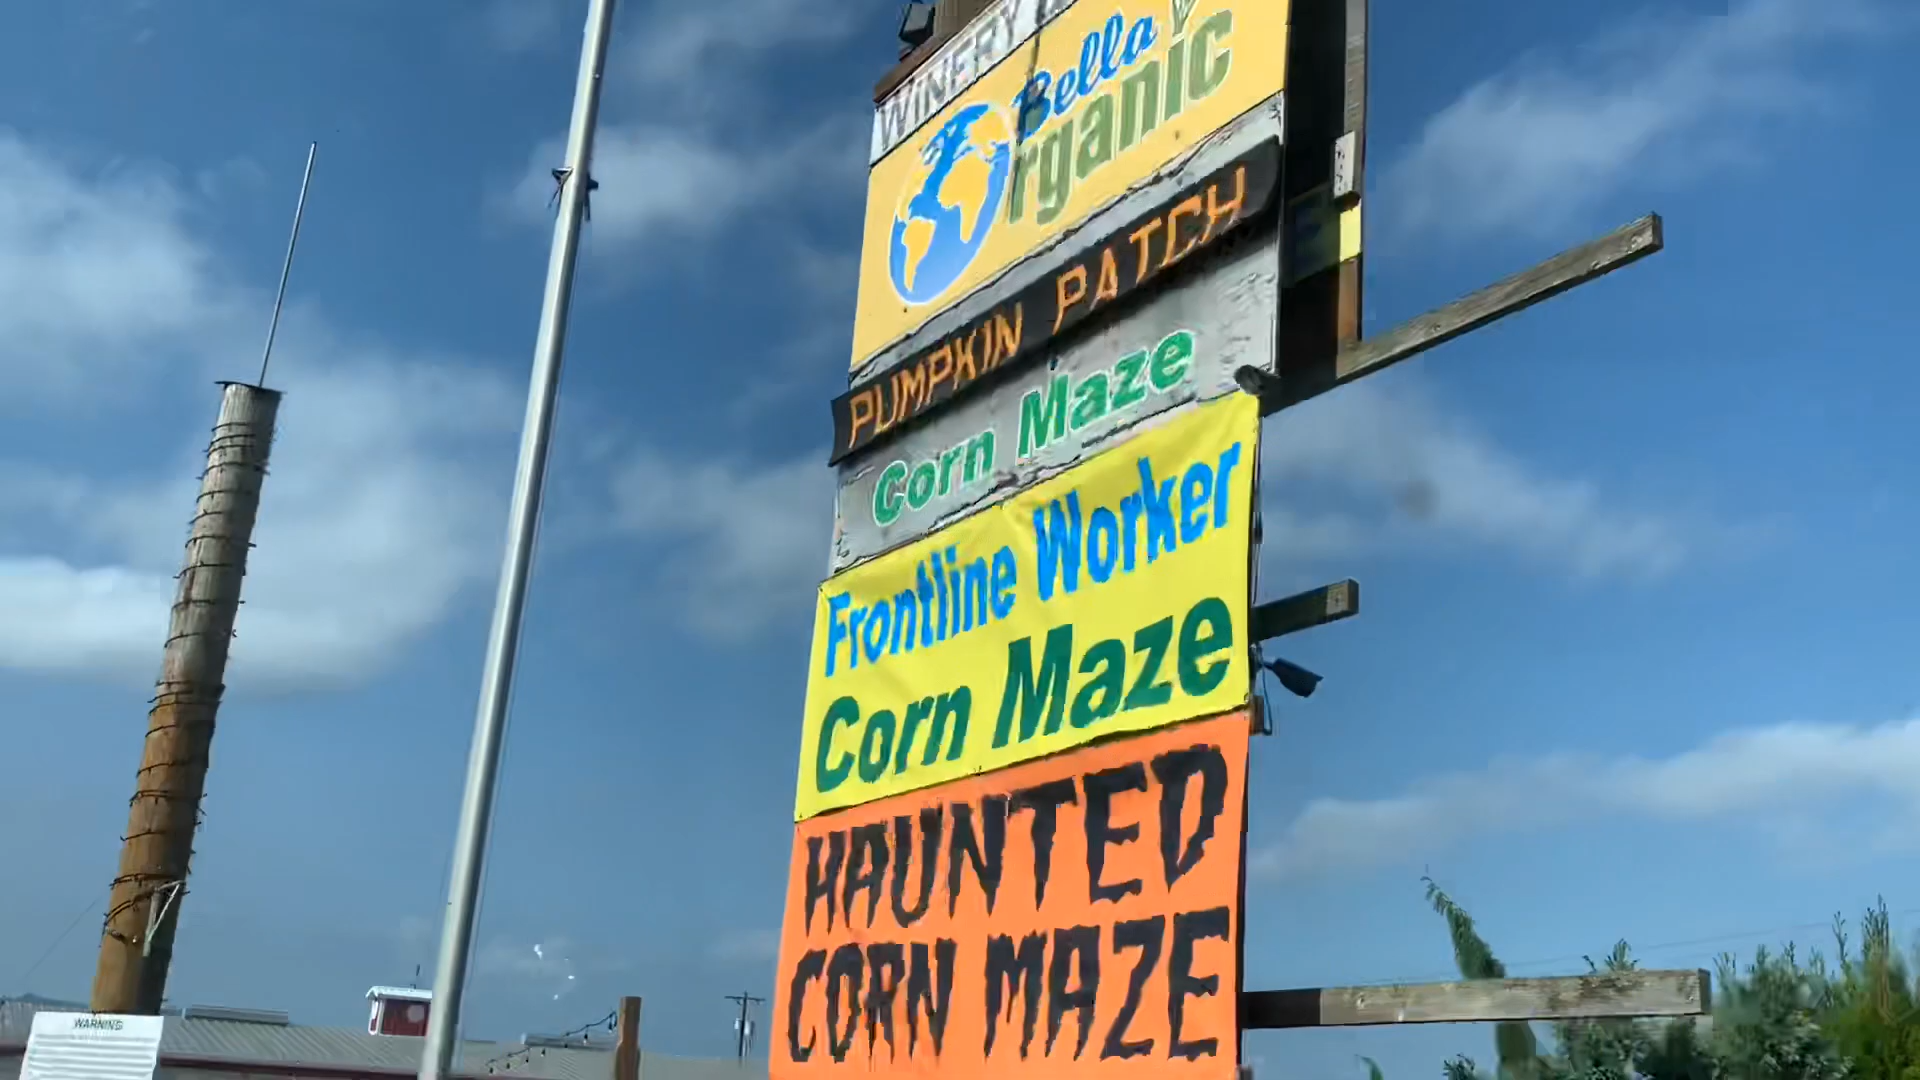 WINERY
Bella
Organic
PUMPKIN PATCH
Corn Maze
Frontline Worker
Corn Maze
HAUNTED
CORN MAZE
WARNING